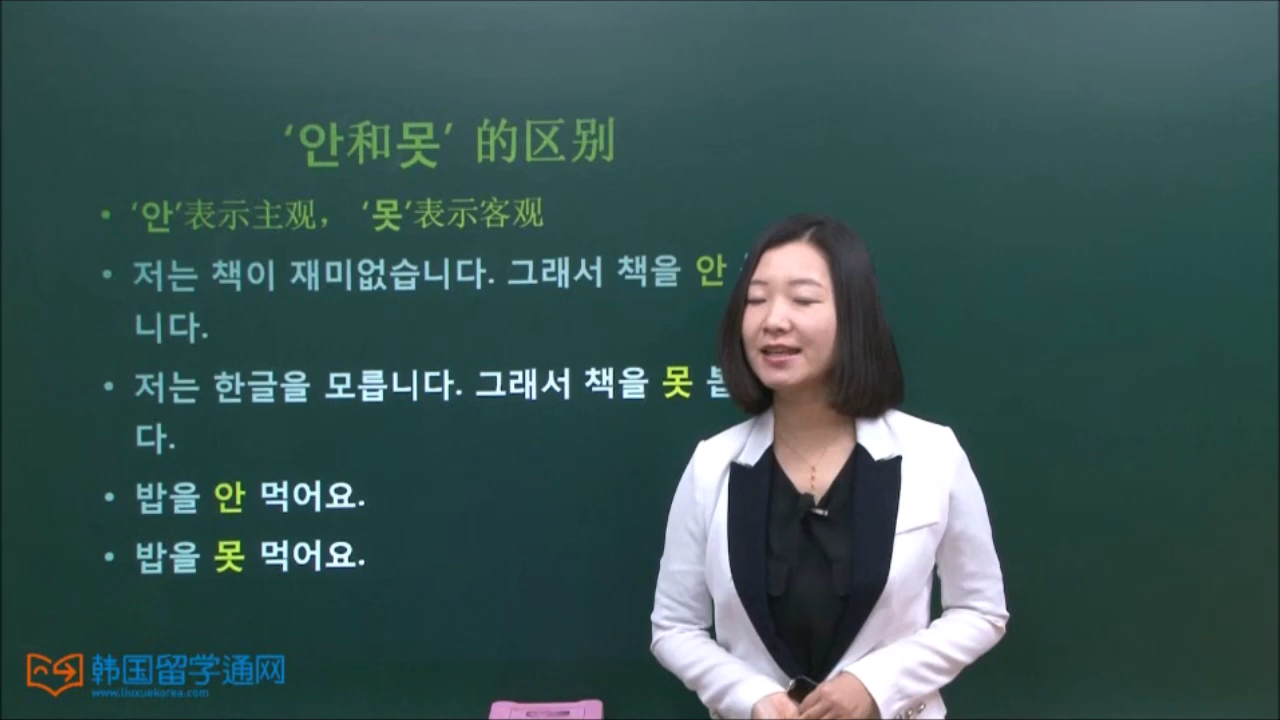 ‘안和못’ 的区别
• ‘안’表示主观， ‘못’表示客观
• 저는 책이 재미없습니다. 그래서 책을 안
니다.
• 저는 한글을 모릅니다. 그래서 책을 못
다.
• 밥을 안 먹어요.
• 밥을 못 먹어요.
韩国留学通网
www.liuxuekorea.com